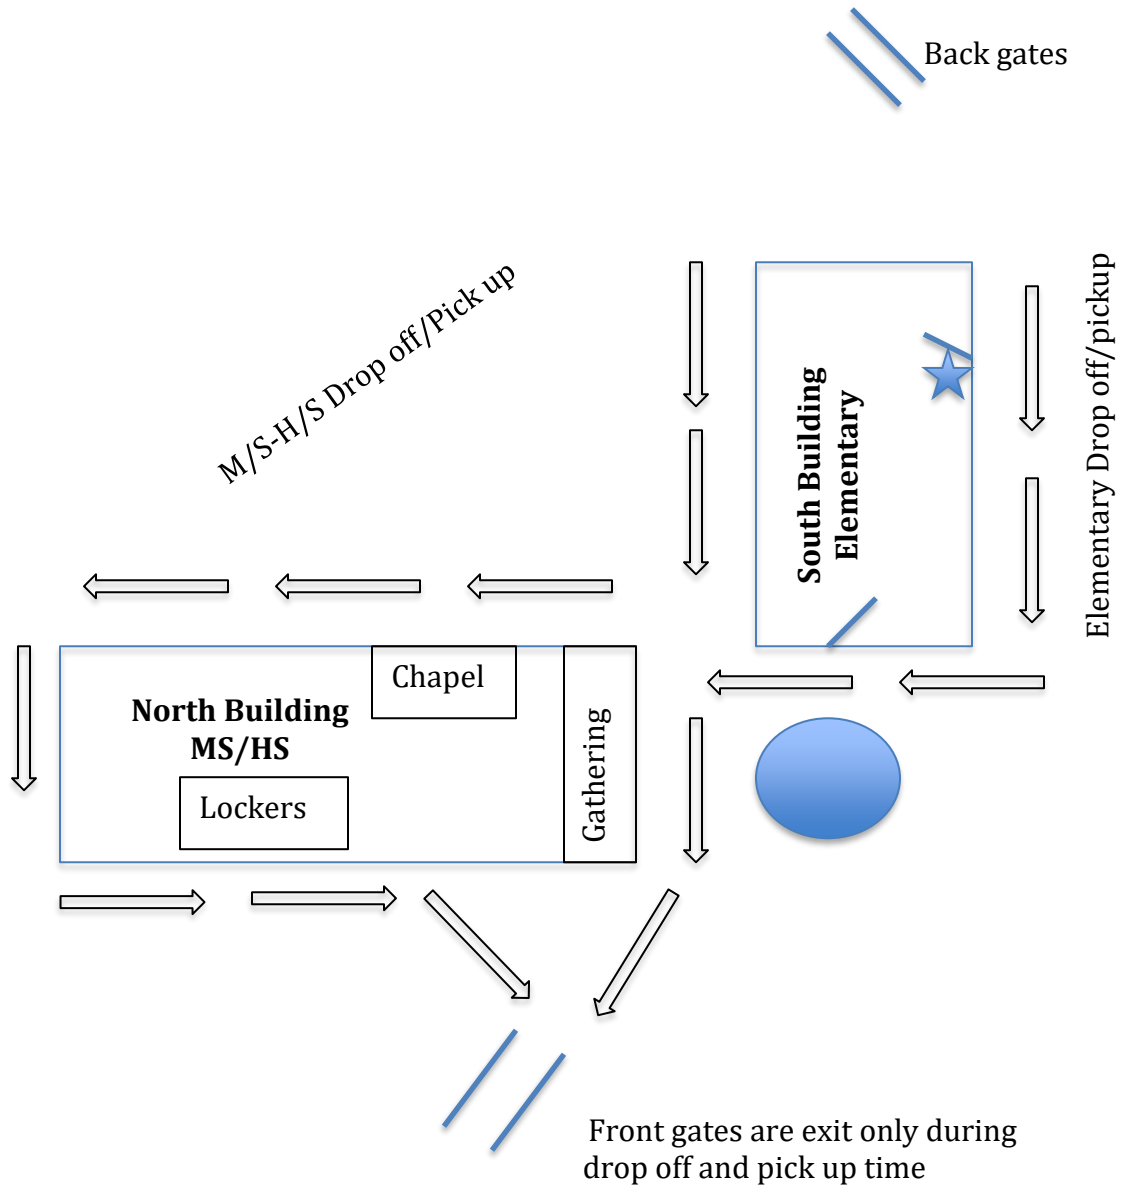 Back gates
M/S-H/S Drop off/Pick up
South Building
Elementary
Elementary Drop off/pickup
Chapel
North Building
MS/HS
Lockers
Gathering
Front gates are exit only during
drop off and pick up time